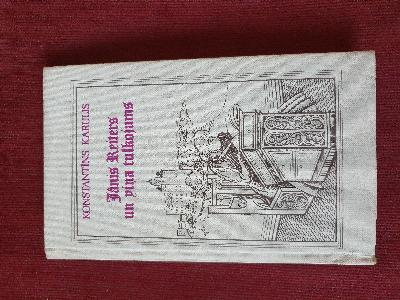 KONSTANTĪNS KARULIS
Jānis Reiters
un viņa tulkojums